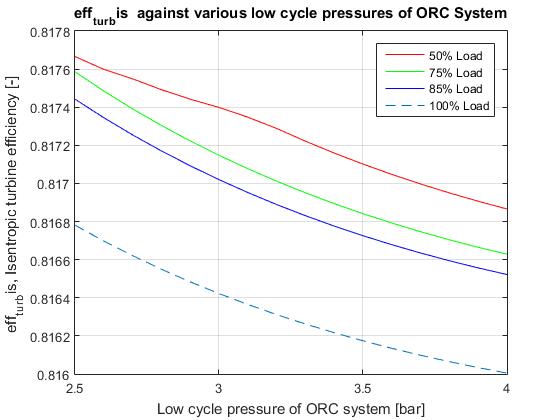 eff_turb is against various low cycle pressures of ORC System
0.8178
0.8176
0.8174
0.8172
0.817
0.8168
0.8166
0.8164
0.8162
0.816
eff_turb is, Isentropic turbine efficiency [-]
50% Load
75% Load
85% Load
100% Load
2.5 3 3.5 4
Low cycle pressure of ORC system [bar]